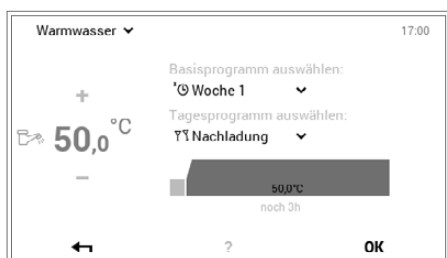 Warmwasser
17:00
Basisprogramm auswählen:
Woche 1
Tagesprogramm auswählen:
Nachladung
+
50,0 °C
−
50,0°C
noch 3h
?
OK